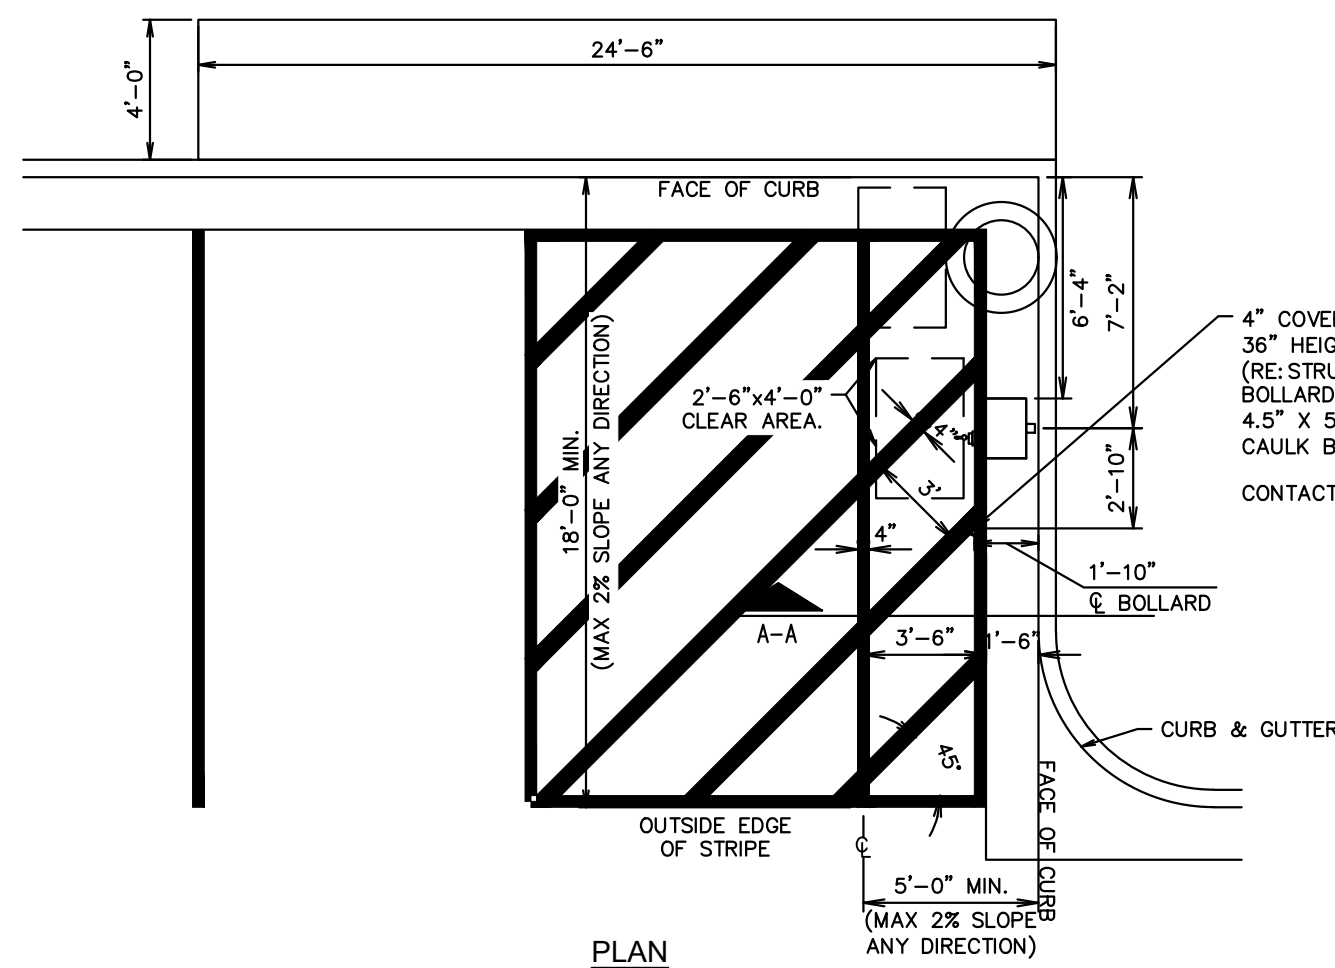 24'-6"
4'-0"
FACE OF CURB
6'-4"
7'-2"
4" COVE
36" HEIG
(RE: STRU
BOLLARD
4.5" X 5
CAULK B
CONTACT
2'-6"x4'-0"
CLEAR AREA.
4"
18'-0" MIN.
(MAX 2% SLOPE ANY DIRECTION)
3'
2'-10"
4"
1'-10"
℄ BOLLARD
A-A
3'-6"
1'-6"
CURB & GUTTER
45°
FACE OF CURB
OUTSIDE EDGE
OF STRIPE
℄
5'-0" MIN.
(MAX 2% SLOPE
ANY DIRECTION)
PLAN